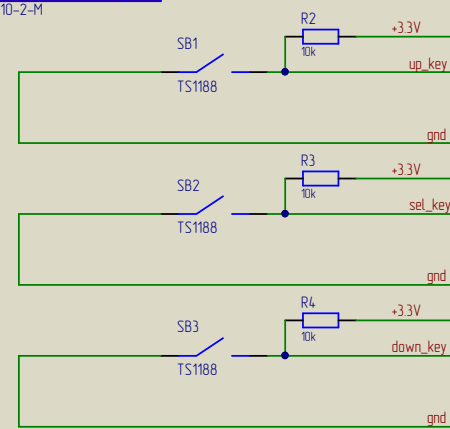 10-2-M
R2
+3.3V
SB1
10k
up_key
TS1188
gnd
R3
+3.3V
SB2
10k
sel_key
TS1188
gnd
R4
+3.3V
SB3
10k
down_key
TS1188
gnd